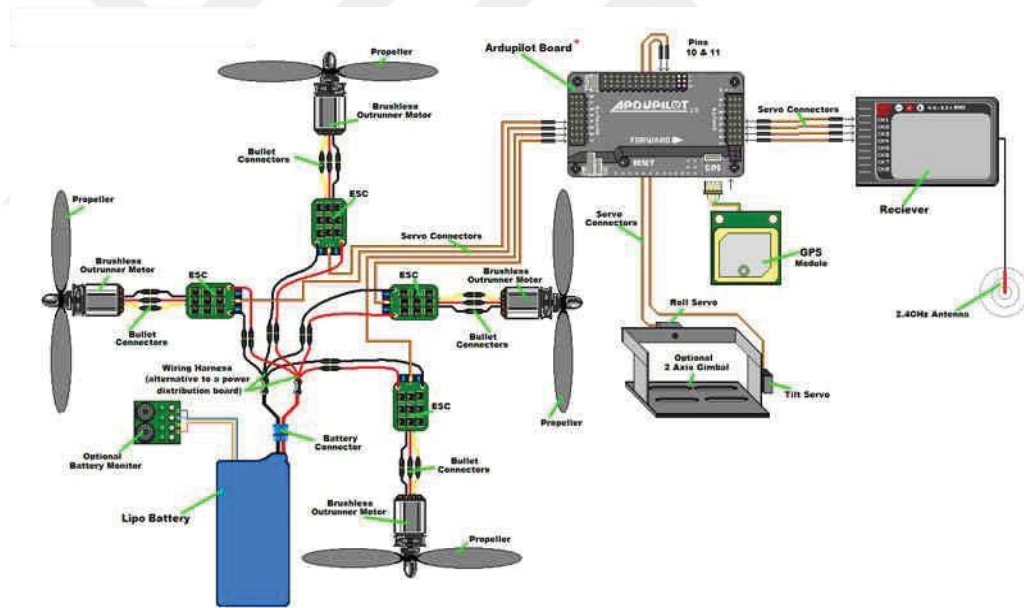 Propeller
Ardupilot Board *
Pins
10 & 11
Brushless
Outrunner Motor
ARDUPILOT
Servo Connectors
FORWARD
Bullet
Connectors
RESET
GPS
ESC
Propeller
Servo Connectors
Servo
Connectors
Reciever
GPS
Module
Brushless
Outrunner Motor
ESC
ESC
Brushless
Outrunner Motor
Roll Servo
2.4GHz Antenna
Bullet
Connectors
Bullet
Connectors
Optional
2 Axis Gimbal
Wiring Harness
(alternative to a power
distribution board)
Tilt Servo
ESC
Propeller
Battery
Connector
Optional
Battery Monitor
Bullet
Connectors
Brushless
Outrunner Motor
Lipo Battery
Propeller